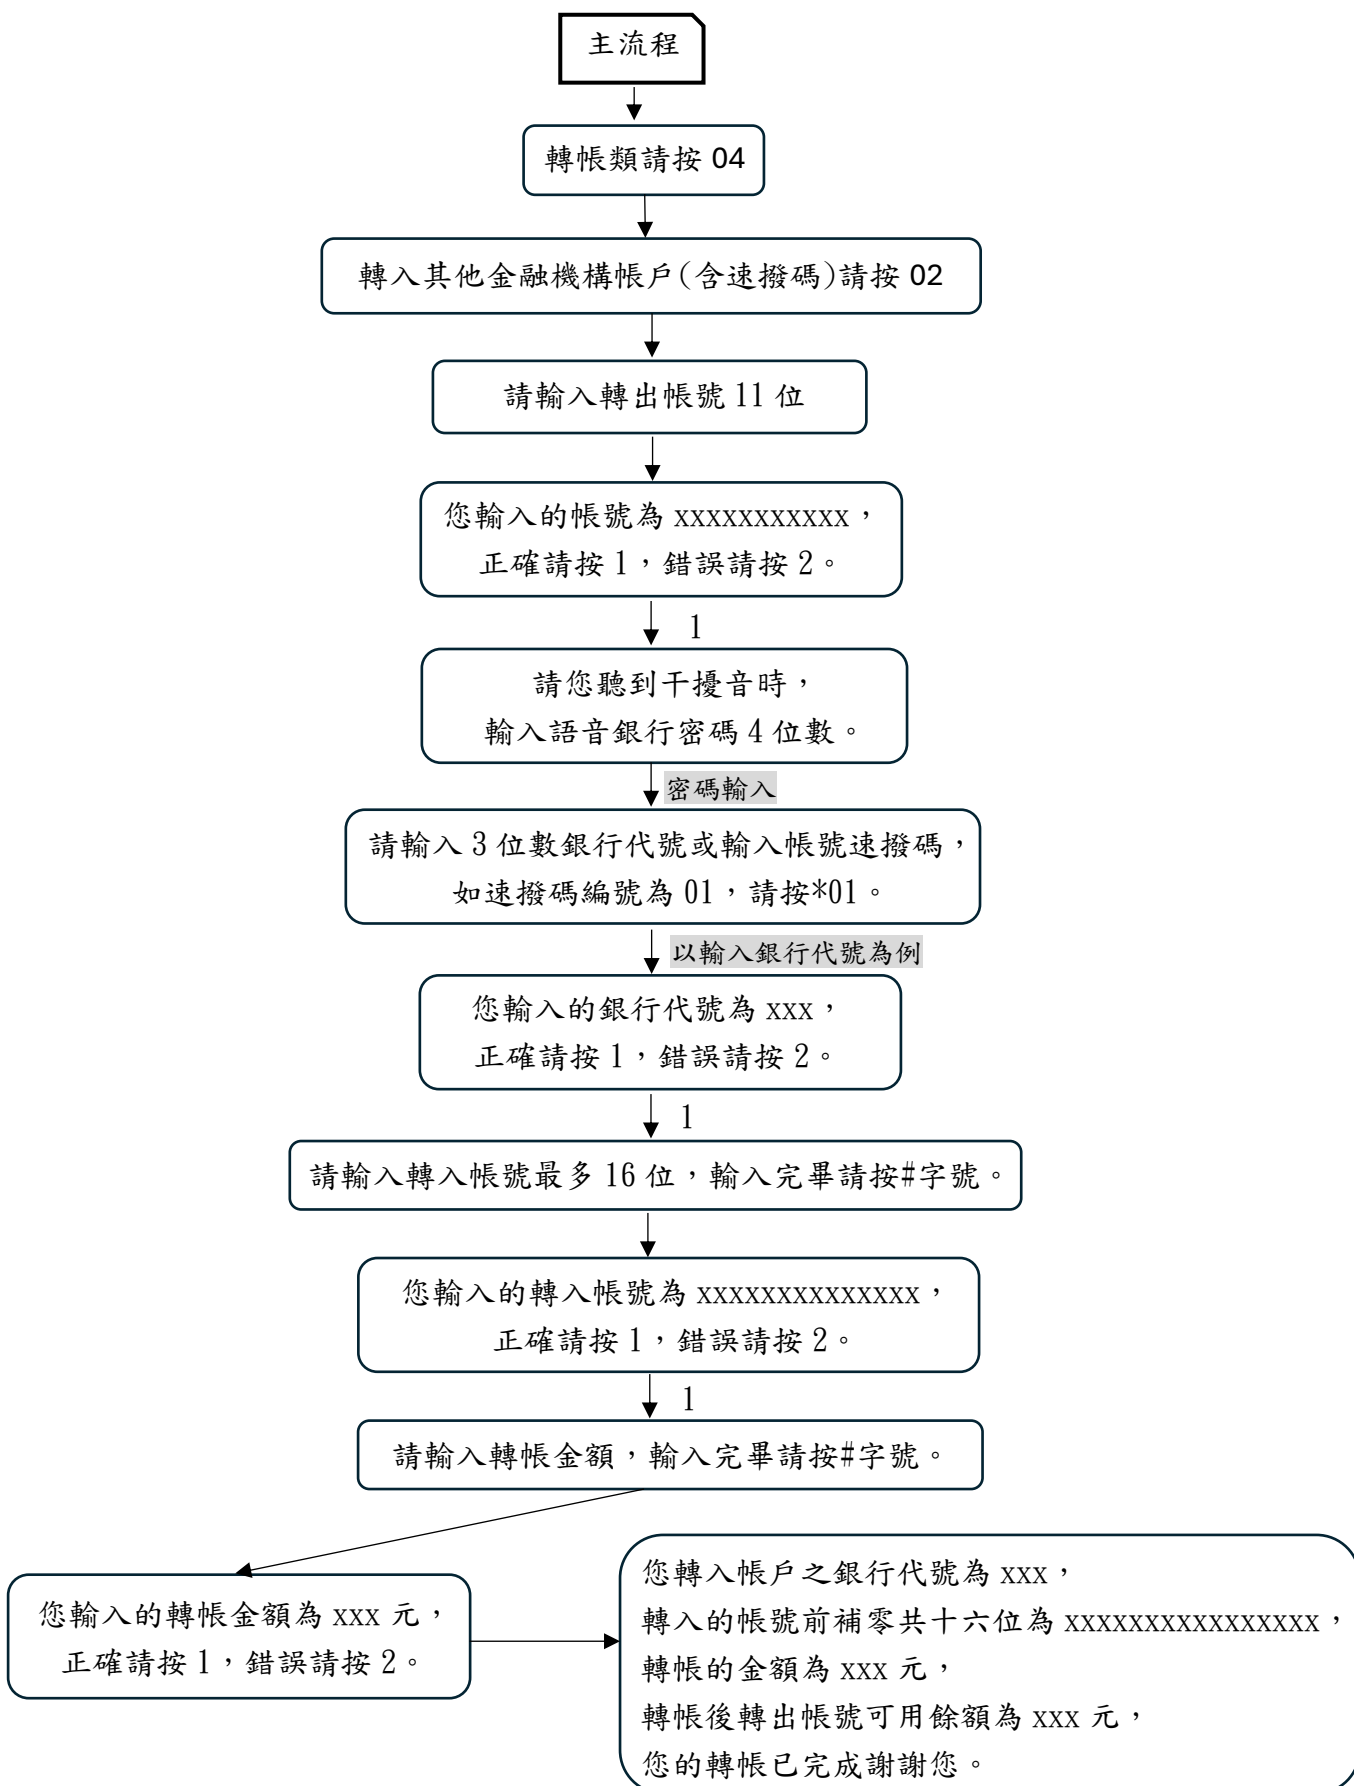 主流程
轉帳類請按 04
轉入其他金融機構帳戶(含速撥碼)請按 02
請輸入轉出帳號 11 位
您輸入的帳號為 xxxxxxxxxxx，
正確請按 1，錯誤請按 2。
1
請您聽到干擾音時，
輸入語音銀行密碼 4 位數。
密碼輸入
請輸入 3 位數銀行代號或輸入帳號速撥碼，
如速撥碼編號為 01，請按*01。
以輸入銀行代號為例
您輸入的銀行代號為 xxx，
正確請按 1，錯誤請按 2。
1
請輸入轉入帳號最多 16 位，輸入完畢請按#字號。
您輸入的轉入帳號為 xxxxxxxxxxxxxx，
正確請按 1，錯誤請按 2。
1
請輸入轉帳金額，輸入完畢請按#字號。
您輸入的轉帳金額為 xxx 元，
正確請按 1，錯誤請按 2。
您轉入帳戶之銀行代號為 xxx，
轉入的帳號前補零共十六位為 xxxxxxxxxxxxxxxx，
轉帳的金額為 xxx 元，
轉帳後轉出帳號可用餘額為 xxx 元，
您的轉帳已完成謝謝您。